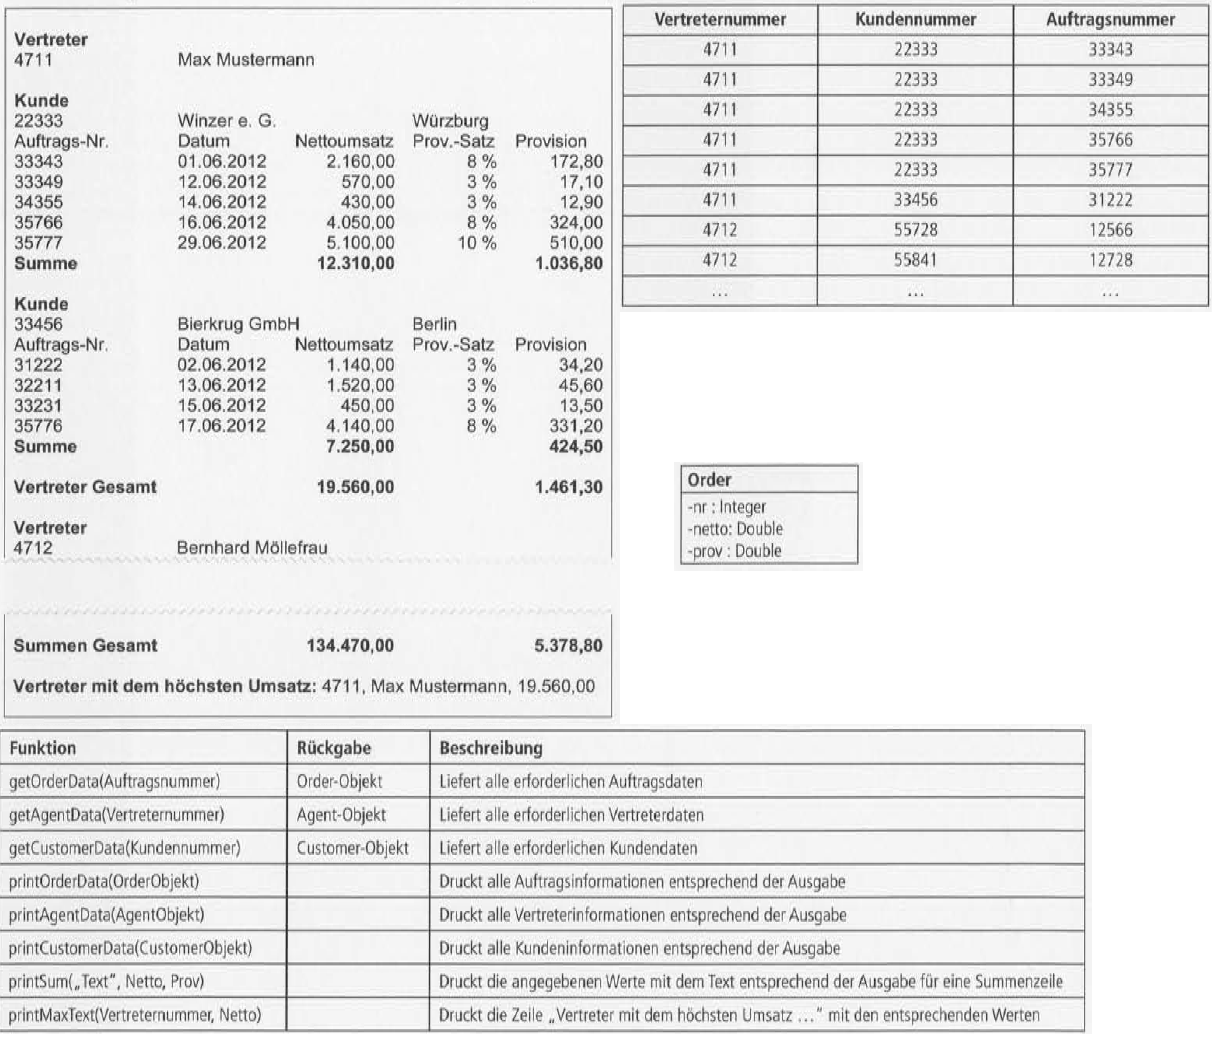 Vertreter
4711 Max Mustermann
Kunde
22333 Winzer e. G. Würzburg
Auftrags-Nr. Datum Nettoumsatz Prov.-Satz Provision
33343 01.06.2012 2.160,00 8 % 172,80
33349 12.06.2012 570,00 3 % 17,10
34355 14.06.2012 430,00 3 % 12,90
35766 16.06.2012 4.050,00 8 % 324,00
35777 29.06.2012 5.100,00 10 % 510,00
Summe 12.310,00 1.036,80
Kunde
33456 Bierkrug GmbH Berlin
Auftrags-Nr. Datum Nettoumsatz Prov.-Satz Provision
31222 02.06.2012 1.140,00 3 % 34,20
32211 13.06.2012 1.520,00 3 % 45,60
33231 15.06.2012 450,00 3 % 13,50
35776 17.06.2012 4.140,00 8 % 331,20
Summe 7.250,00 424,50
Vertreter Gesamt 19.560,00 1.461,30
Vertreter
4712 Bernhard Möllefrau
Summen Gesamt 134.470,00 5.378,80
Vertreter mit dem höchsten Umsatz: 4711, Max Mustermann, 19.560,00
Vertreternummer Kundennummer Auftragsnummer
4711 22333 33343
4711 22333 33349
4711 22333 34355
4711 22333 35766
4711 22333 35777
4711 33456 31222
4712 55728 12566
4712 55841 12728
... ... ...
Order
-nr : Integer
-netto: Double
-prov : Double
Funktion Rückgabe Beschreibung
getOrderData(Auftragsnummer) Order-Objekt Liefert alle erforderlichen Auftragsdaten
getAgentData(Vertreternummer) Agent-Objekt Liefert alle erforderlichen Vertreterdaten
getCustomerData(Kundennummer) Customer-Objekt Liefert alle erforderlichen Kundendaten
printOrderData(OrderObjekt) Druckt alle Auftragsinformationen entsprechend der Ausgabe
printAgentData(AgentObjekt) Druckt alle Vertreterinformationen entsprechend der Ausgabe
printCustomerData(CustomerObjekt) Druckt alle Kundeninformationen entsprechend der Ausgabe
printSum(„Text“, Netto, Prov) Druckt die angegebenen Werte mit dem Text entsprechend der Ausgabe für eine Summenzeile
printMaxText(Vertreternummer, Netto) Druckt die Zeile „Vertreter mit dem höchsten Umsatz ...“ mit den entsprechenden Werten